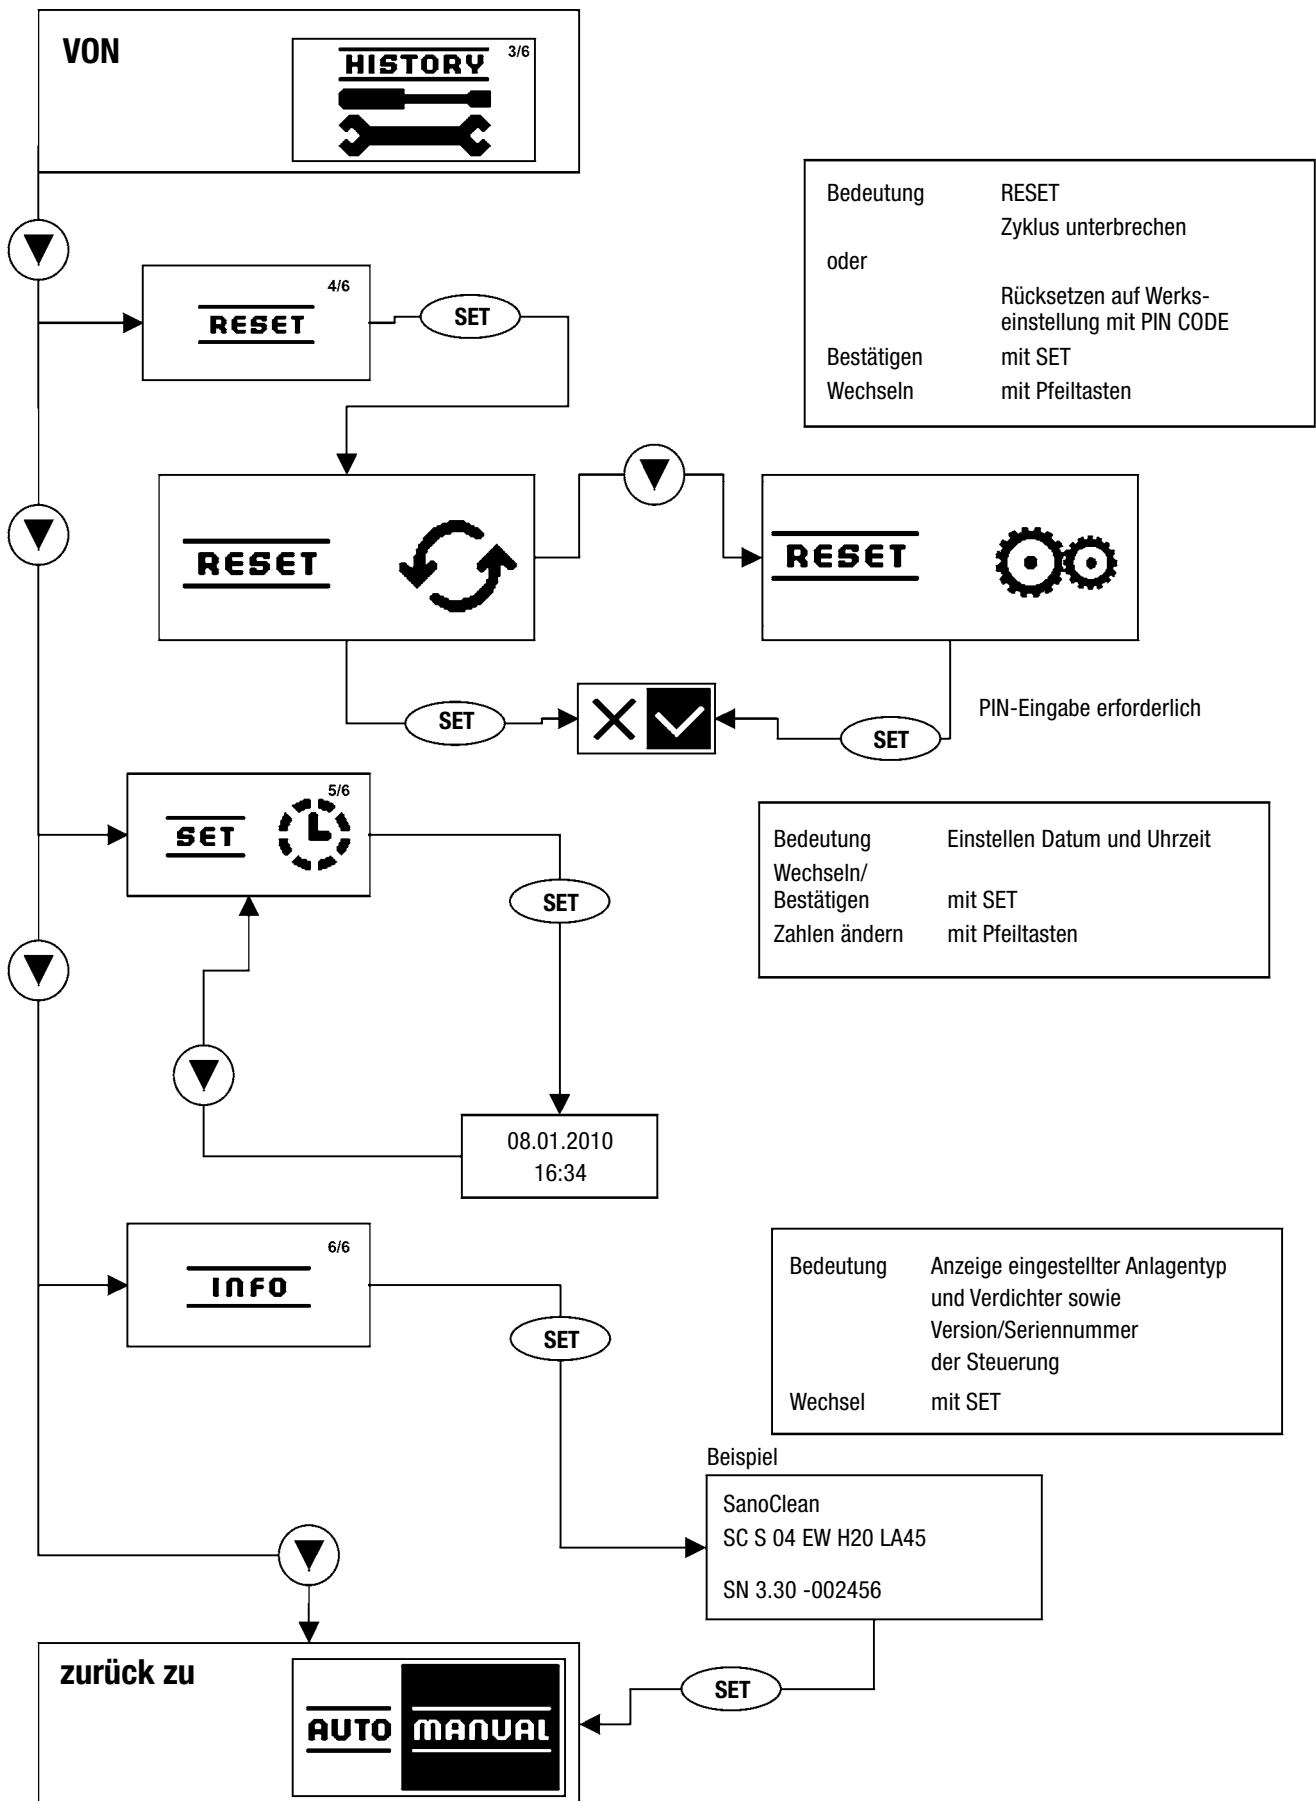 VON
HISTORY
3/6
Bedeutung RESET
Zyklus unterbrechen
oder
Rücksetzen auf Werks-
einstellung mit PIN CODE
Bestätigen mit SET
Wechseln mit Pfeiltasten
4/6
RESET
SET
RESET
RESET
SET
SET
PIN-Eingabe erforderlich
5/6
SET
SET
Bedeutung Einstellen Datum und Uhrzeit
Wechseln/
Bestätigen mit SET
Zahlen ändern mit Pfeiltasten
08.01.2010
16:34
6/6
INFO
SET
Bedeutung Anzeige eingestellter Anlagentyp
und Verdichter sowie
Version/Seriennummer
der Steuerung
Wechsel mit SET
Beispiel
SanoClean
SC S 04 EW H20 LA45
SN 3.30 -002456
SET
zurück zu
AUTO MANUAL